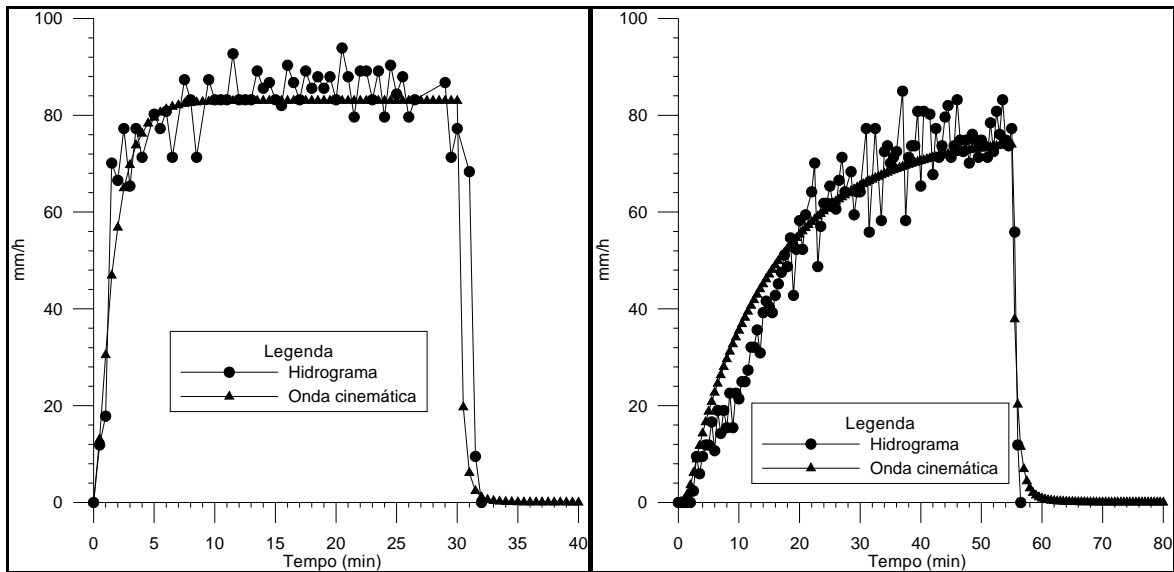 100
80
60
40
20
0
mm/h
0 5 10 15 20 25 30 35 40
Tempo (min)
Legenda
Hidrograma
Onda cinemática
100
80
60
40
20
0
mm/h
0 10 20 30 40 50 60 70 80
Tempo (min)
Legenda
Hidrograma
Onda cinemática